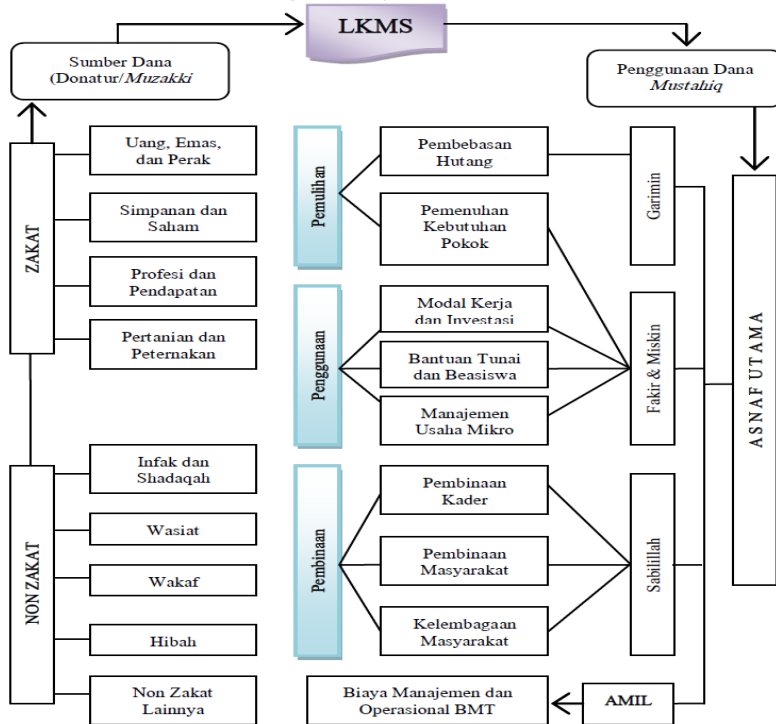 LKMS
Sumber Dana
(Donatur/Muzakki
Penggunaan Dana
Mustahiq
ZAKAT
Uang, Emas,
dan Perak
Simpanan dan
Saham
Profesi dan
Pendapatan
Pertanian dan
Peternakan
NON ZAKAT
Infak dan
Shadaqah
Wasiat
Wakaf
Hibah
Non Zakat
Lainnya
Pemulihan
Pembebasan
Hutang
Pemenuhan
Kebutuhan
Pokok
Penggunaan
Modal Kerja
dan Investasi
Bantuan Tunai
dan Beasiswa
Manajemen
Usaha Mikro
Pembinaan
Pembinaan
Kader
Pembinaan
Masyarakat
Kelembagaan
Masyarakat
Biaya Manajemen dan
Operasional BMT
Garimin
Fakir & Miskin
Sabilillah
AMIL
ASNAF UTAMA